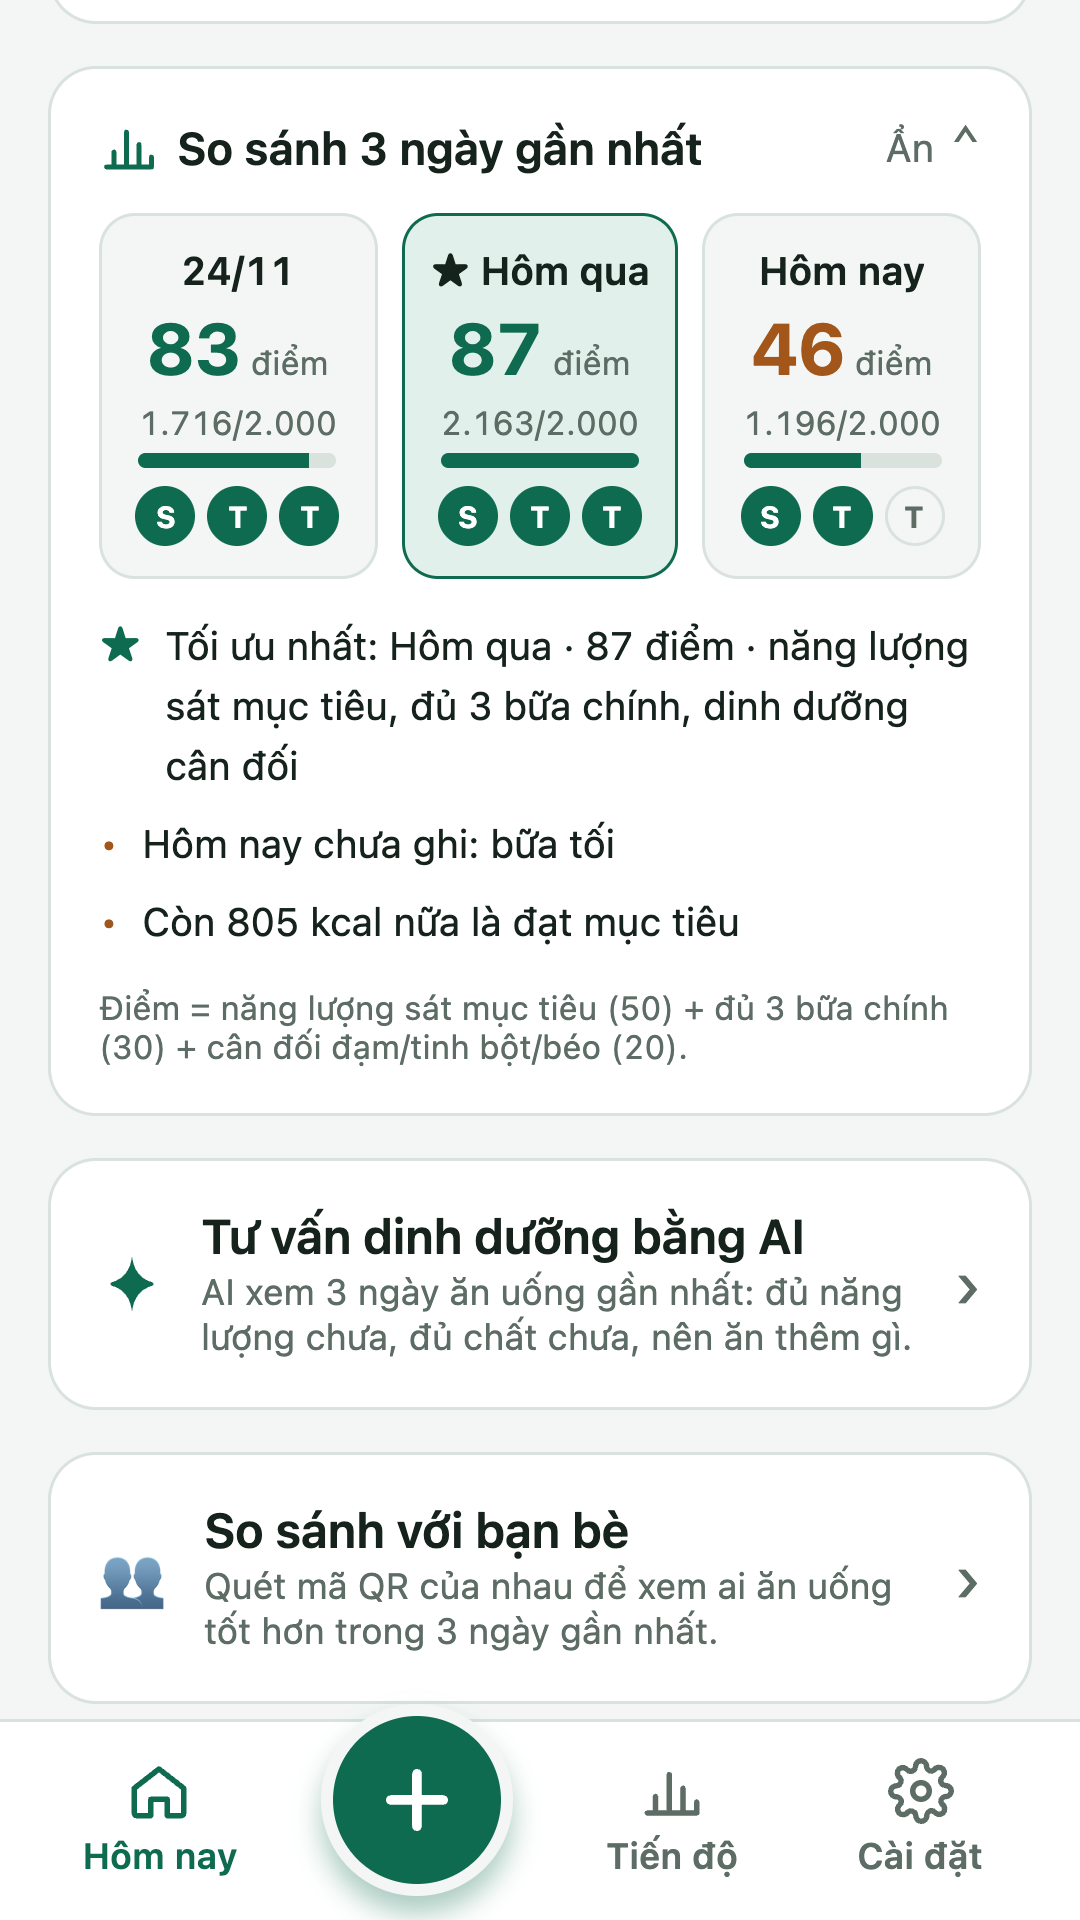 So sánh 3 ngày gần nhất
Ẩn ^
24/11
83 điểm
1.716/2.000
S T T
★ Hôm qua
87 điểm
2.163/2.000
S T T
Hôm nay
46 điểm
1.196/2.000
S T T
★ Tối ưu nhất: Hôm qua · 87 điểm · năng lượng
sát mục tiêu, đủ 3 bữa chính, dinh dưỡng
cân đối
• Hôm nay chưa ghi: bữa tối
• Còn 805 kcal nữa là đạt mục tiêu
Điểm = năng lượng sát mục tiêu (50) + đủ 3 bữa chính
(30) + cân đối đạm/tinh bột/béo (20).
Tư vấn dinh dưỡng bằng AI
AI xem 3 ngày ăn uống gần nhất: đủ năng
lượng chưa, đủ chất chưa, nên ăn thêm gì.
So sánh với bạn bè
Quét mã QR của nhau để xem ai ăn uống
tốt hơn trong 3 ngày gần nhất.
Hôm nay
Tiến độ
Cài đặt